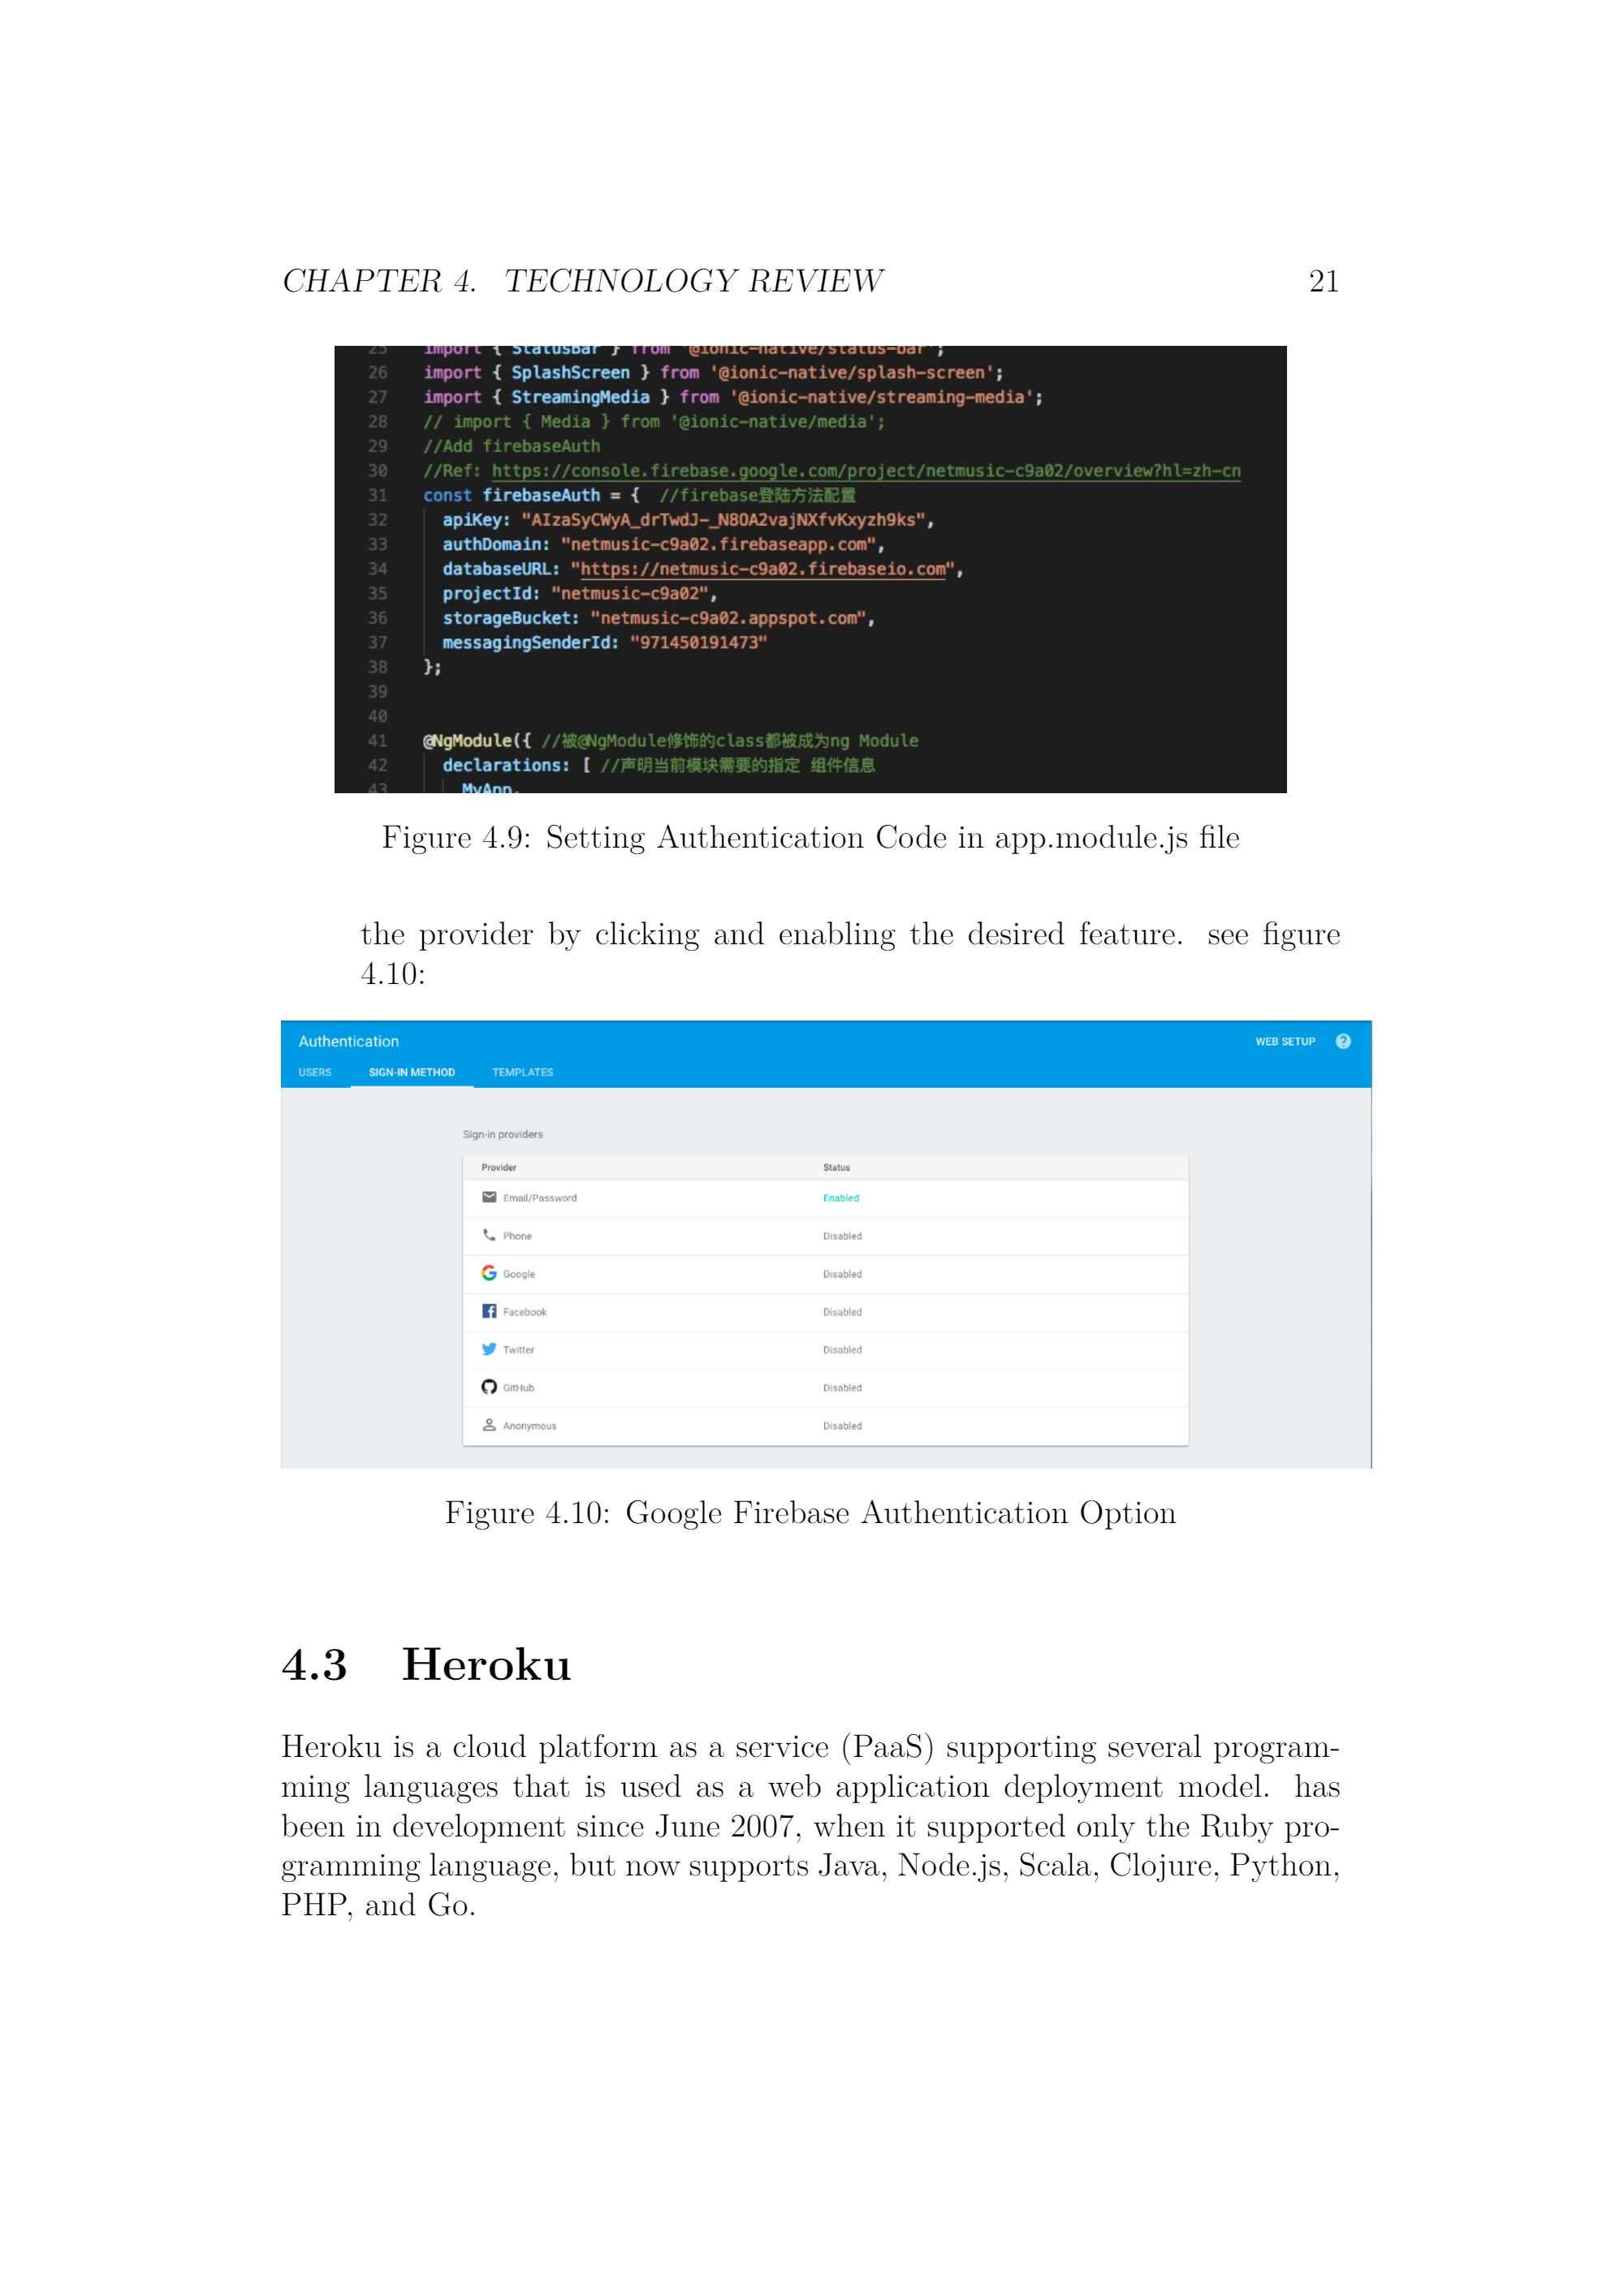 CHAPTER 4. TECHNOLOGY REVIEW 21
25 import { StatusBar } from '@ionic-native/status-bar';
26 import { SplashScreen } from '@ionic-native/splash-screen';
27 import { StreamingMedia } from '@ionic-native/streaming-media';
28 // import { Media } from '@ionic-native/media';
29 //Add firebaseAuth
30 //Ref: https://console.firebase.google.com/project/netmusic-c9a02/overview?hl=zh-cn
31 const firebaseAuth = { //firebase登陆方法配置
32 apiKey: "AIzaSyCWyA_drTwdJ-_N8OA2vajNXfvKxyzh9ks",
33 authDomain: "netmusic-c9a02.firebaseapp.com",
34 databaseURL: "https://netmusic-c9a02.firebaseio.com",
35 projectId: "netmusic-c9a02",
36 storageBucket: "netmusic-c9a02.appspot.com",
37 messagingSenderId: "971450191473"
38 };
39
40
41 @NgModule({ //被@NgModule修饰的class都被成为ng Module
42 declarations: [ //声明当前模块需要的指定 组件信息
43 MyApp,
Figure 4.9: Setting Authentication Code in app.module.js file
the provider by clicking and enabling the desired feature. see figure
4.10:
Authentication WEB SETUP ?
USERS SIGN-IN METHOD TEMPLATES
Sign-in providers
Provider Status
Email/Password Enabled
Phone Disabled
Google Disabled
Facebook Disabled
Twitter Disabled
GitHub Disabled
Anonymous Disabled
Figure 4.10: Google Firebase Authentication Option
4.3 Heroku
Heroku is a cloud platform as a service (PaaS) supporting several program-
ming languages that is used as a web application deployment model. has
been in development since June 2007, when it supported only the Ruby pro-
gramming language, but now supports Java, Node.js, Scala, Clojure, Python,
PHP, and Go.